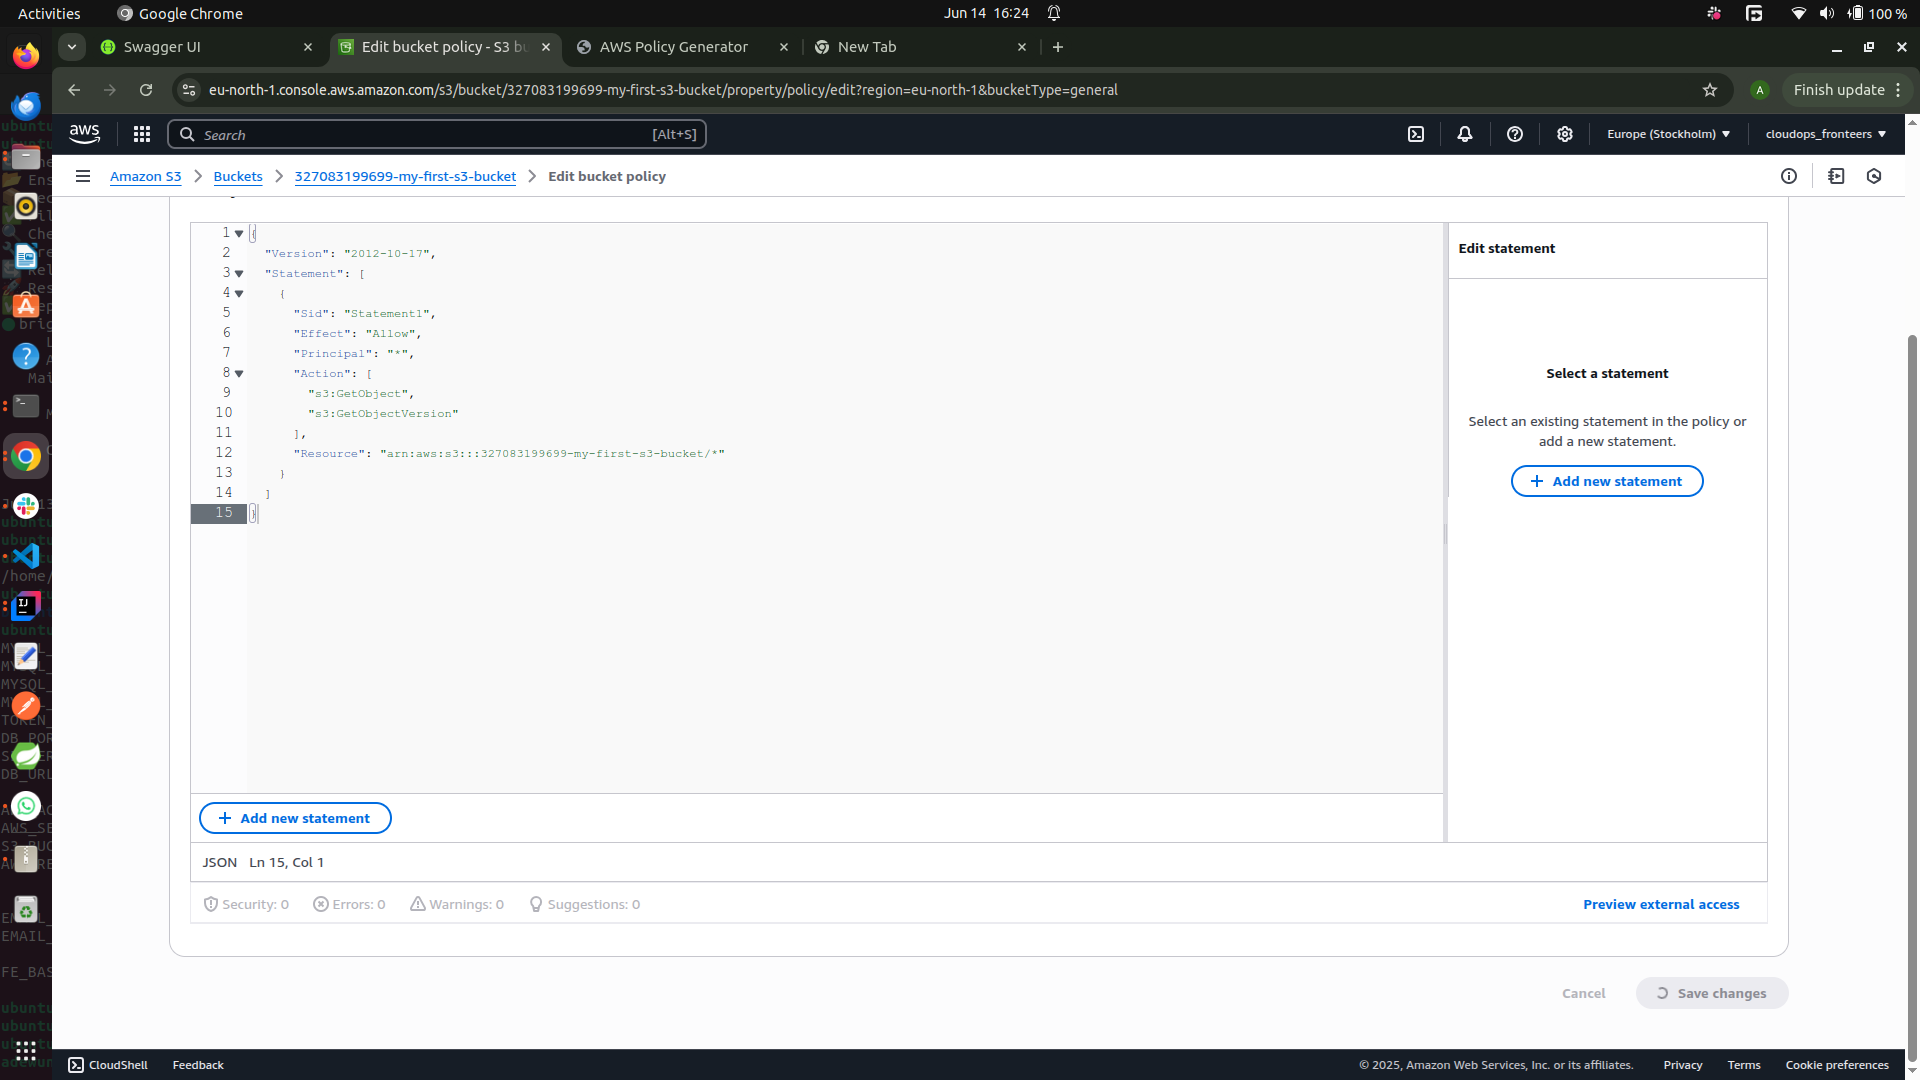 Activities
Google Chrome
Jun 14 16:24
100 %
Swagger UI
Edit bucket policy - S3 bu
AWS Policy Generator
New Tab
eu-north-1.console.aws.amazon.com/s3/bucket/327083199699-my-first-s3-bucket/property/policy/edit?region=eu-north-1&bucketType=general
A
Finish update
aws
Search
[Alt+S]
Europe (Stockholm)
cloudops_fronteers
Amazon S3
Buckets
327083199699-my-first-s3-bucket
Edit bucket policy
1 {
2 "Version": "2012-10-17",
3 "Statement": [
4 {
5 "Sid": "Statement1",
6 "Effect": "Allow",
7 "Principal": "*",
8 "Action": [
9 "s3:GetObject",
10 "s3:GetObjectVersion"
11 ],
12 "Resource": "arn:aws:s3:::327083199699-my-first-s3-bucket/*"
13 }
14 ]
15 }
Edit statement
Select a statement
Select an existing statement in the policy or
add a new statement.
+ Add new statement
+ Add new statement
JSON Ln 15, Col 1
Security: 0
Errors: 0
Warnings: 0
Suggestions: 0
Preview external access
Cancel
Save changes
CloudShell
Feedback
© 2025, Amazon Web Services, Inc. or its affiliates.
Privacy
Terms
Cookie preferences